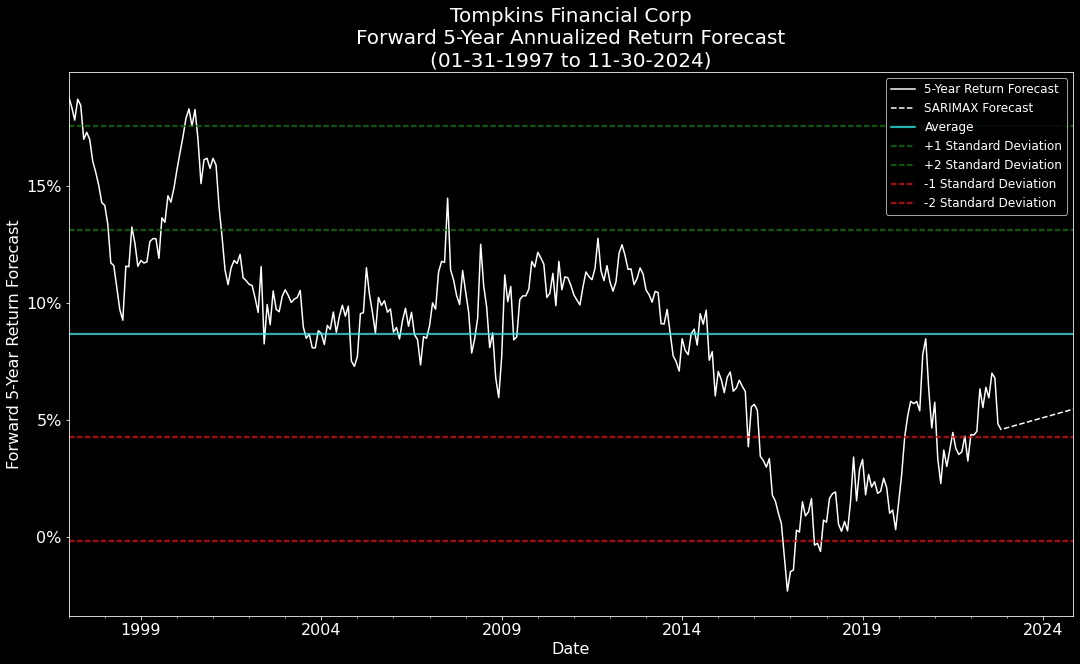 Tompkins Financial Corp
Forward 5-Year Annualized Return Forecast
(01-31-1997 to 11-30-2024)
5-Year Return Forecast
SARIMAX Forecast
Average
+1 Standard Deviation
+2 Standard Deviation
-1 Standard Deviation
-2 Standard Deviation
Forward 5-Year Return Forecast
15%
10%
5%
0%
1999 2004 2009 2014 2019 2024
Date